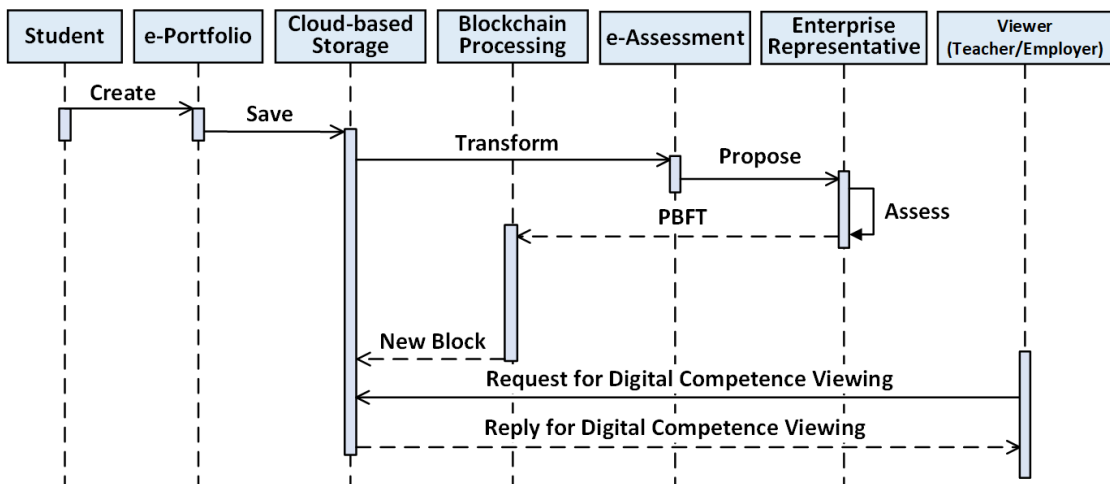 Student
e-Portfolio
Cloud-based
Storage
Blockchain
Processing
e-Assessment
Enterprise
Representative
Viewer
(Teacher/Employer)
Create
Save
Transform
Propose
Assess
PBFT
New Block
Request for Digital Competence Viewing
Reply for Digital Competence Viewing